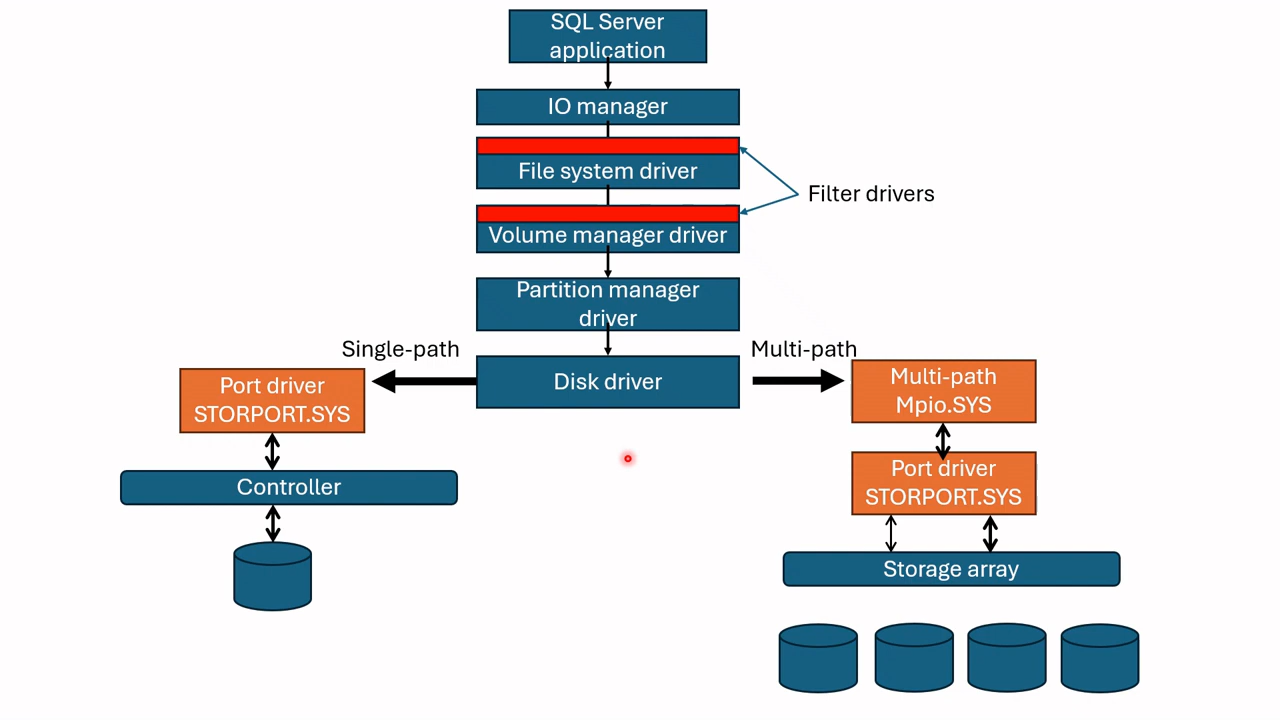 SQL Server
application
IO manager
File system driver
Filter drivers
Volume manager driver
Partition manager
driver
Single-path
Multi-path
Disk driver
Port driver
STORPORT.SYS
Controller
Multi-path
Mpio.SYS
Port driver
STORPORT.SYS
Storage array